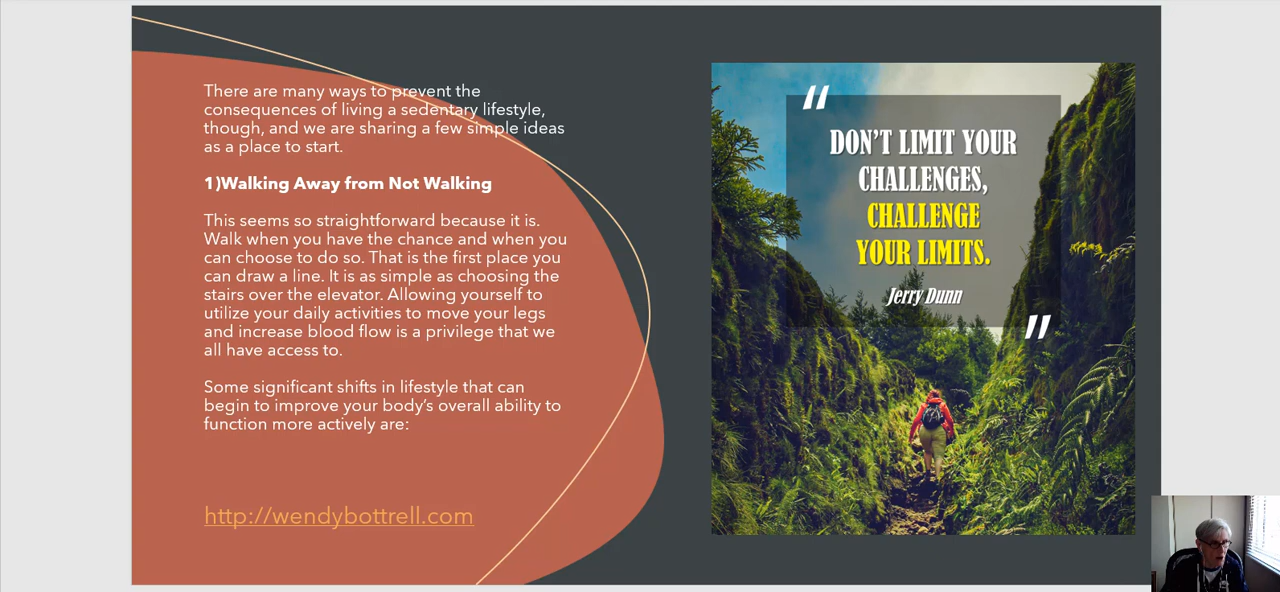 There are many ways to prevent the
consequences of living a sedentary lifestyle,
though, and we are sharing a few simple ideas
as a place to start.
1)Walking Away from Not Walking
This seems so straightforward because it is.
Walk when you have the chance and when you
can choose to do so. That is the first place you
can draw a line. It is as simple as choosing the
stairs over the elevator. Allowing yourself to
utilize your daily activities to move your legs
and increase blood flow is a privilege that we
all have access to.
Some significant shifts in lifestyle that can
begin to improve your body's overall ability to
function more actively are:
http://wendybottrell.com
"
DON'T LIMIT YOUR
CHALLENGES,
CHALLENGE
YOUR LIMITS.
Jerry Dunn
"